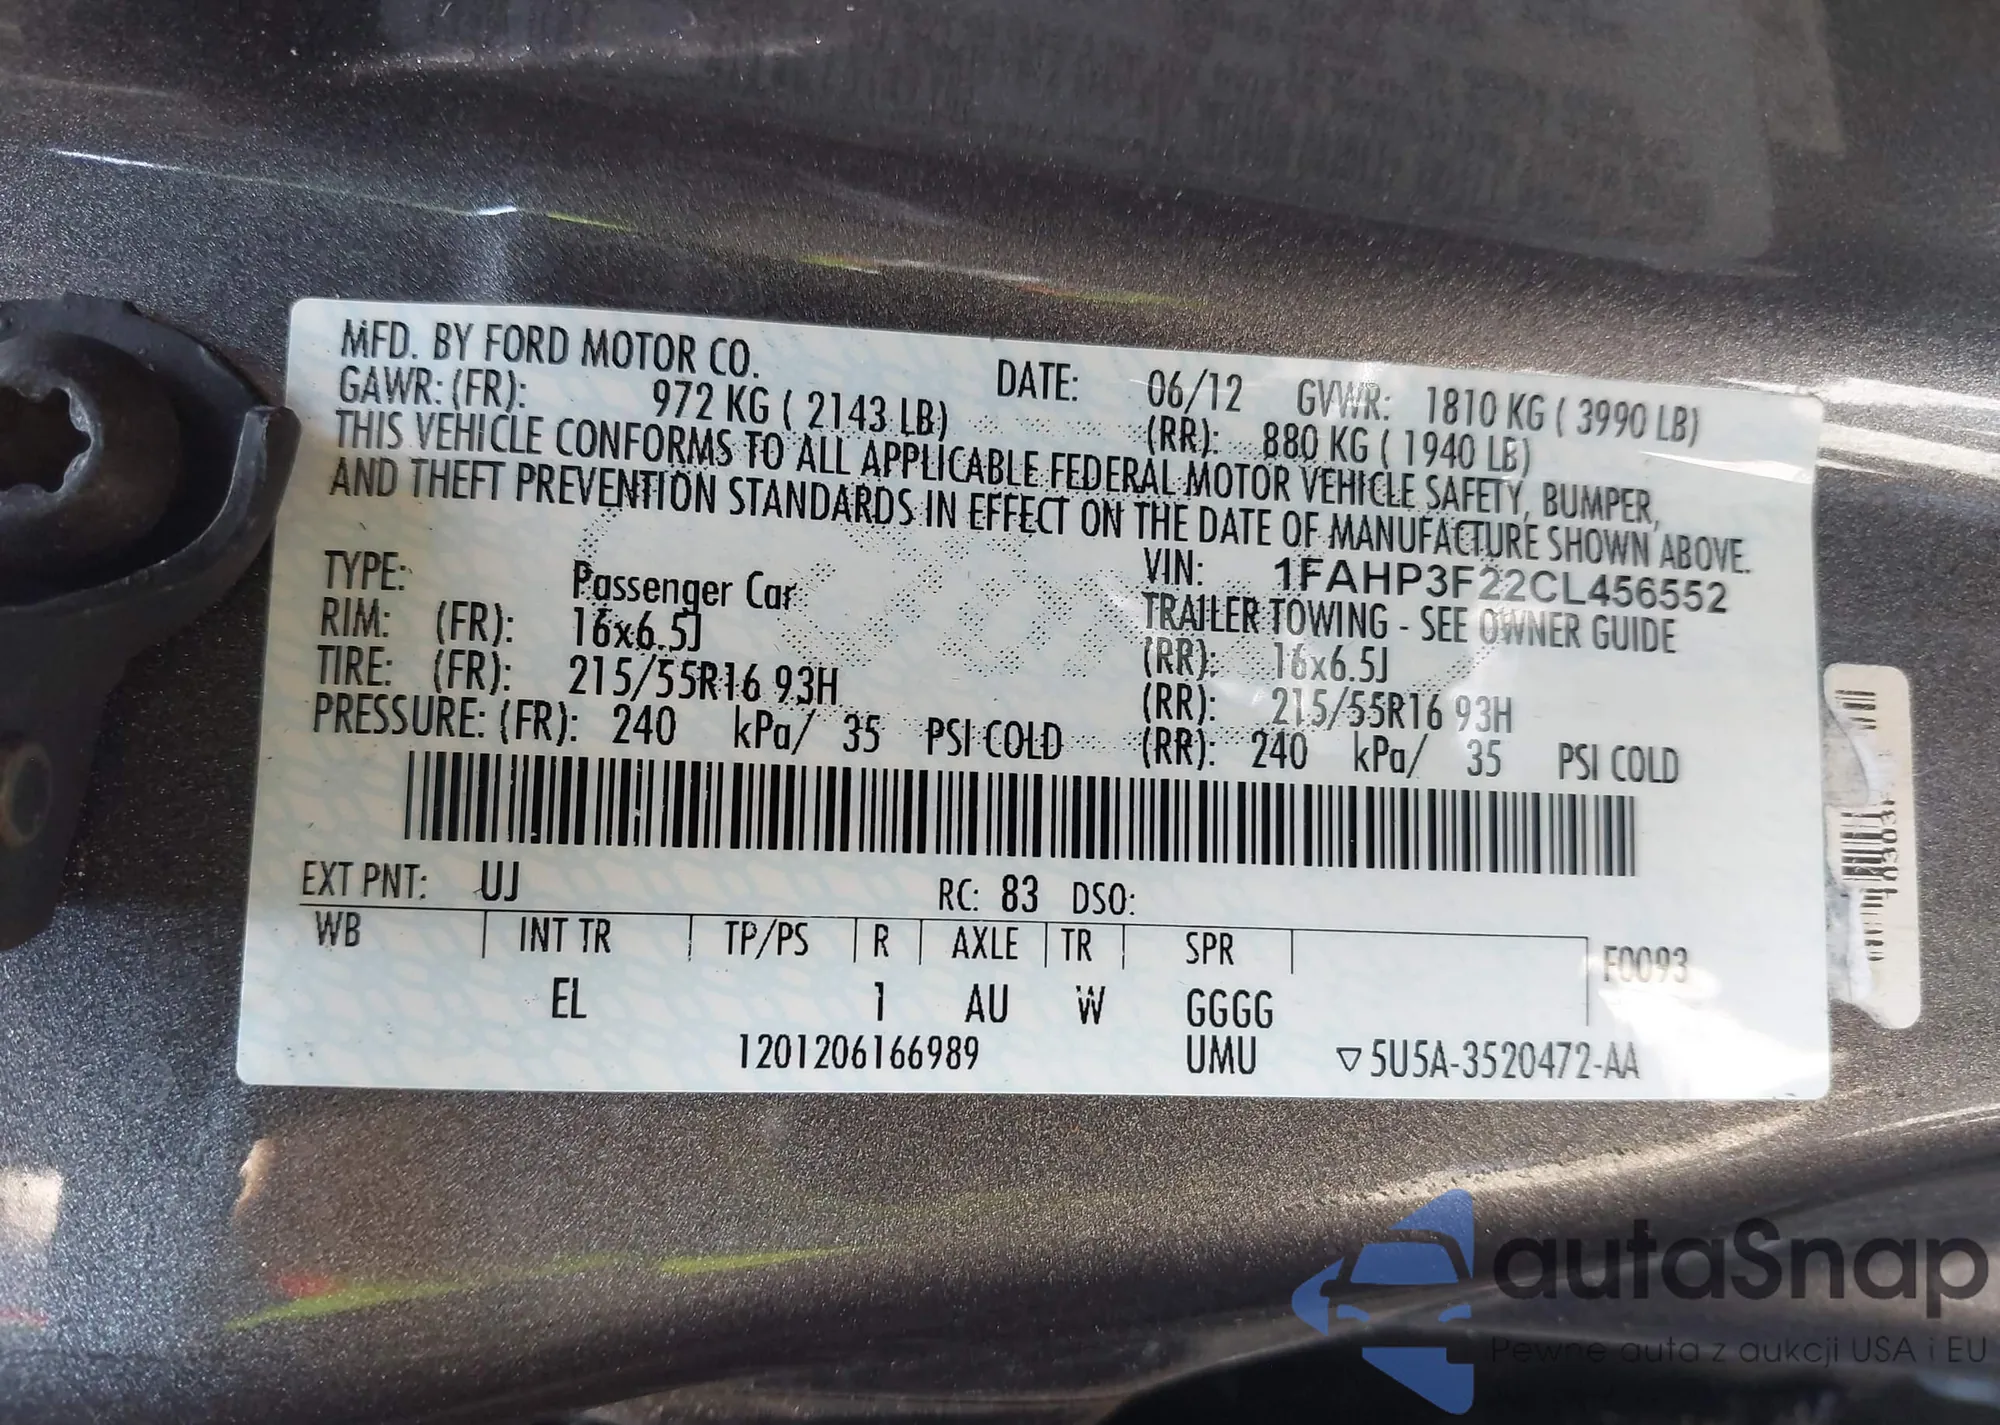 MFD. BY FORD MOTOR CO. DATE: 06/12 GVWR: 1810 KG ( 3990 LB)
GAWR: (FR): 972 KG ( 2143 LB) (RR): 880 KG ( 1940 LB)
THIS VEHICLE CONFORMS TO ALL APPLICABLE FEDERAL MOTOR VEHICLE SAFETY, BUMPER,
AND THEFT PREVENTION STANDARDS IN EFFECT ON THE DATE OF MANUFACTURE SHOWN ABOVE.
TYPE: Passenger Car VIN: 1FAHP3F22CL456552
TRAILER TOWING - SEE OWNER GUIDE
RIM: (FR): 16x6.5J (RR): 16x6.5J
TIRE: (FR): 215/55R16 93H (RR): 215/55R16 93H
PRESSURE: (FR): 240 kPa/ 35 PSI COLD (RR): 240 kPa/ 35 PSI COLD
EXT PNT: UJ RC: 83 DSO:
WB INT TR TP/PS R AXLE TR SPR F0093
EL 1 AU W GGGG
1201206166989 UMU ▽5U5A-3520472-AA
autaSnap
Pewne auta z aukcji USA i EU